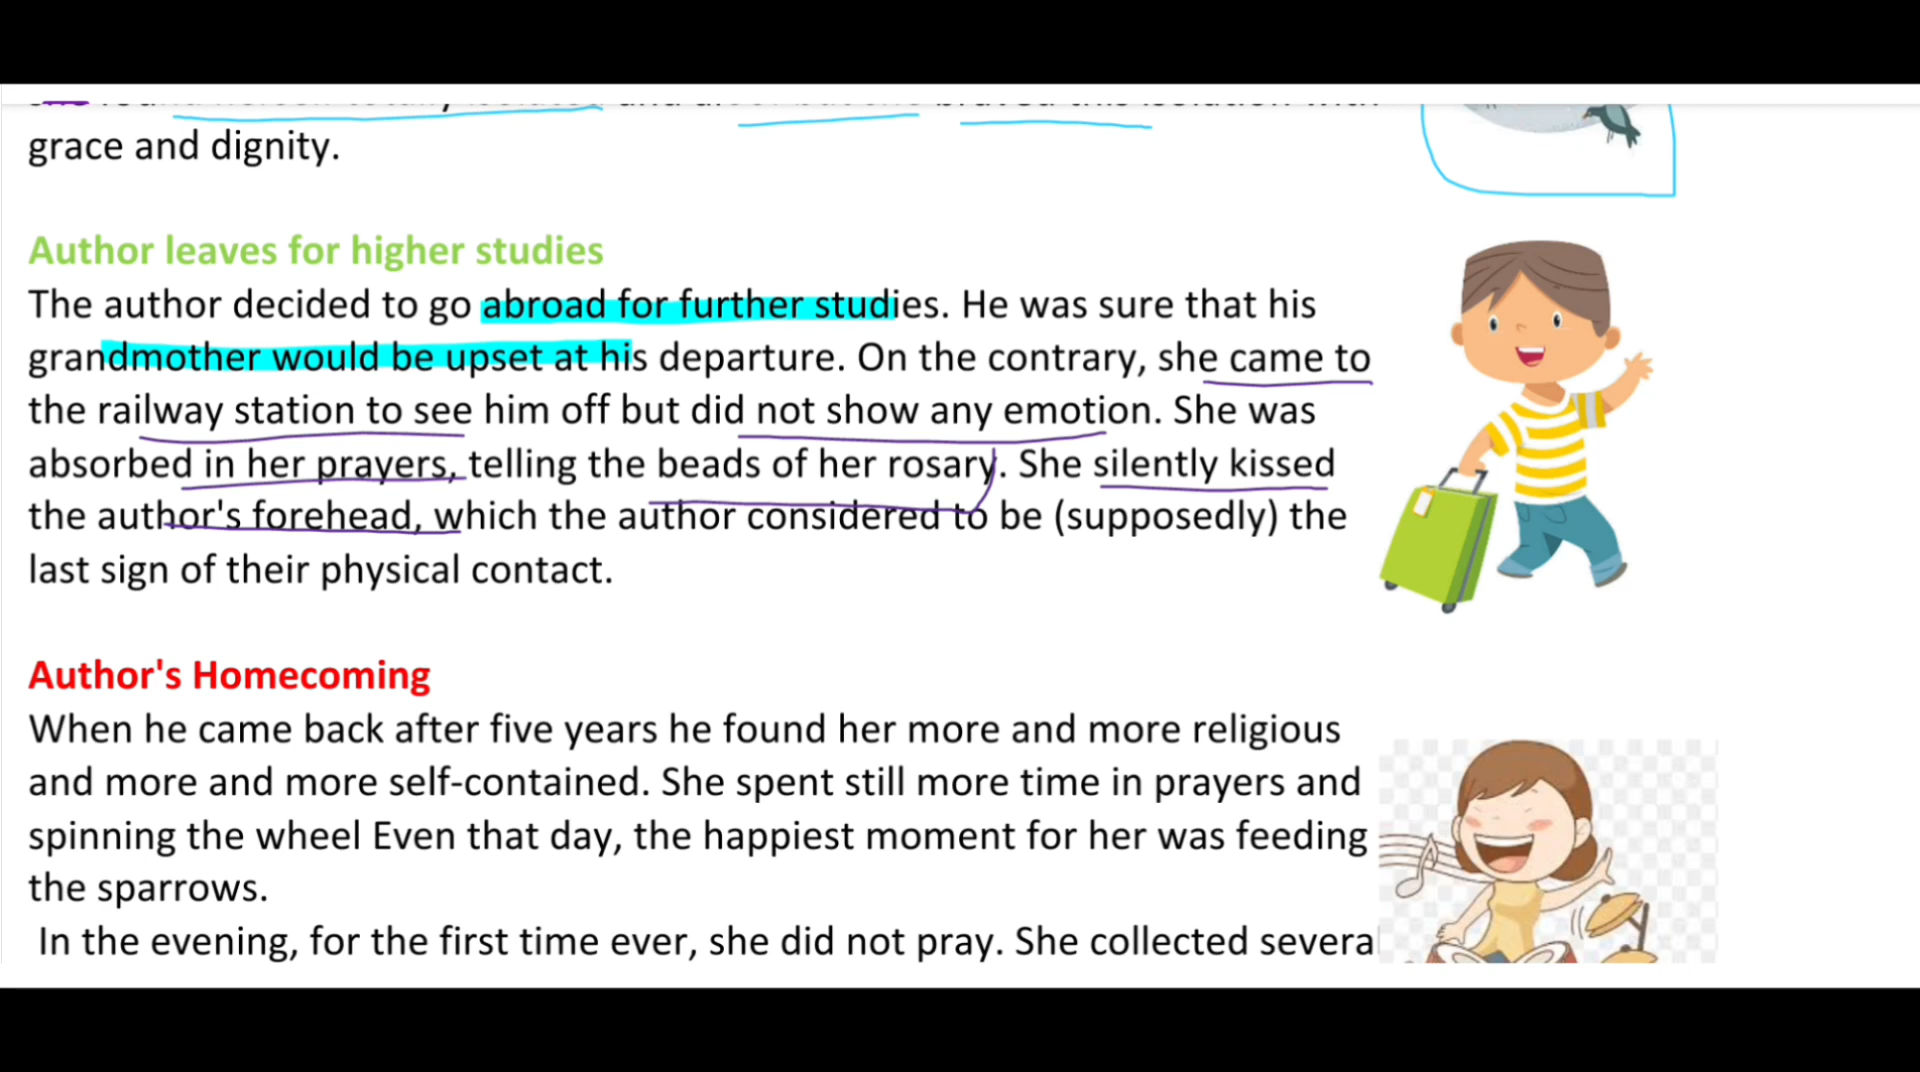 grace and dignity.
Author leaves for higher studies
The author decided to go abroad for further studies. He was sure that his
grandmother would be upset at his departure. On the contrary, she came to
the railway station to see him off but did not show any emotion. She was
absorbed in her prayers, telling the beads of her rosary. She silently kissed
the author's forehead, which the author considered to be (supposedly) the
last sign of their physical contact.
Author's Homecoming
When he came back after five years he found her more and more religious
and more and more self-contained. She spent still more time in prayers and
spinning the wheel Even that day, the happiest moment for her was feeding
the sparrows.
In the evening, for the first time ever, she did not pray. She collected severa